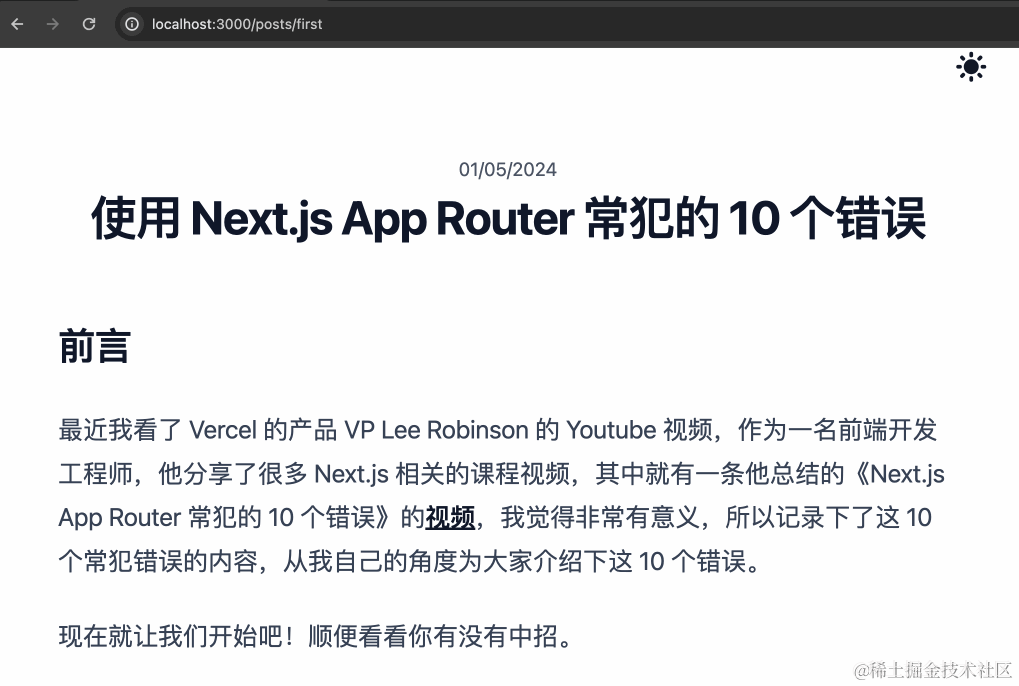 localhost:3000/posts/first
01/05/2024
使用 Next.js App Router 常犯的 10 个错误
前言
最近我看了 Vercel 的产品 VP Lee Robinson 的 Youtube 视频，作为一名前端开发
工程师，他分享了很多 Next.js 相关的课程视频，其中就有一条他总结的《Next.js
App Router 常犯的 10 个错误》的视频，我觉得非常有意义，所以记录下了这 10
个常犯错误的内容，从我自己的角度为大家介绍下这 10 个错误。
现在就让我们开始吧！顺便看看你有没有中招。
@稀土掘金技术社区